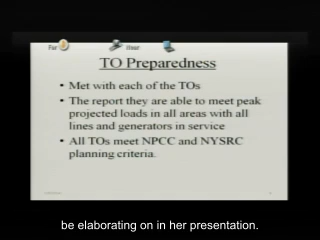 TO Preparedness
• Met with each of the TOs
• The report they are able to meet peak
projected loads in all areas with all
lines and generators in service
• All TOs meet NPCC and NYSRC
planning criteria.
be elaborating on in her presentation.